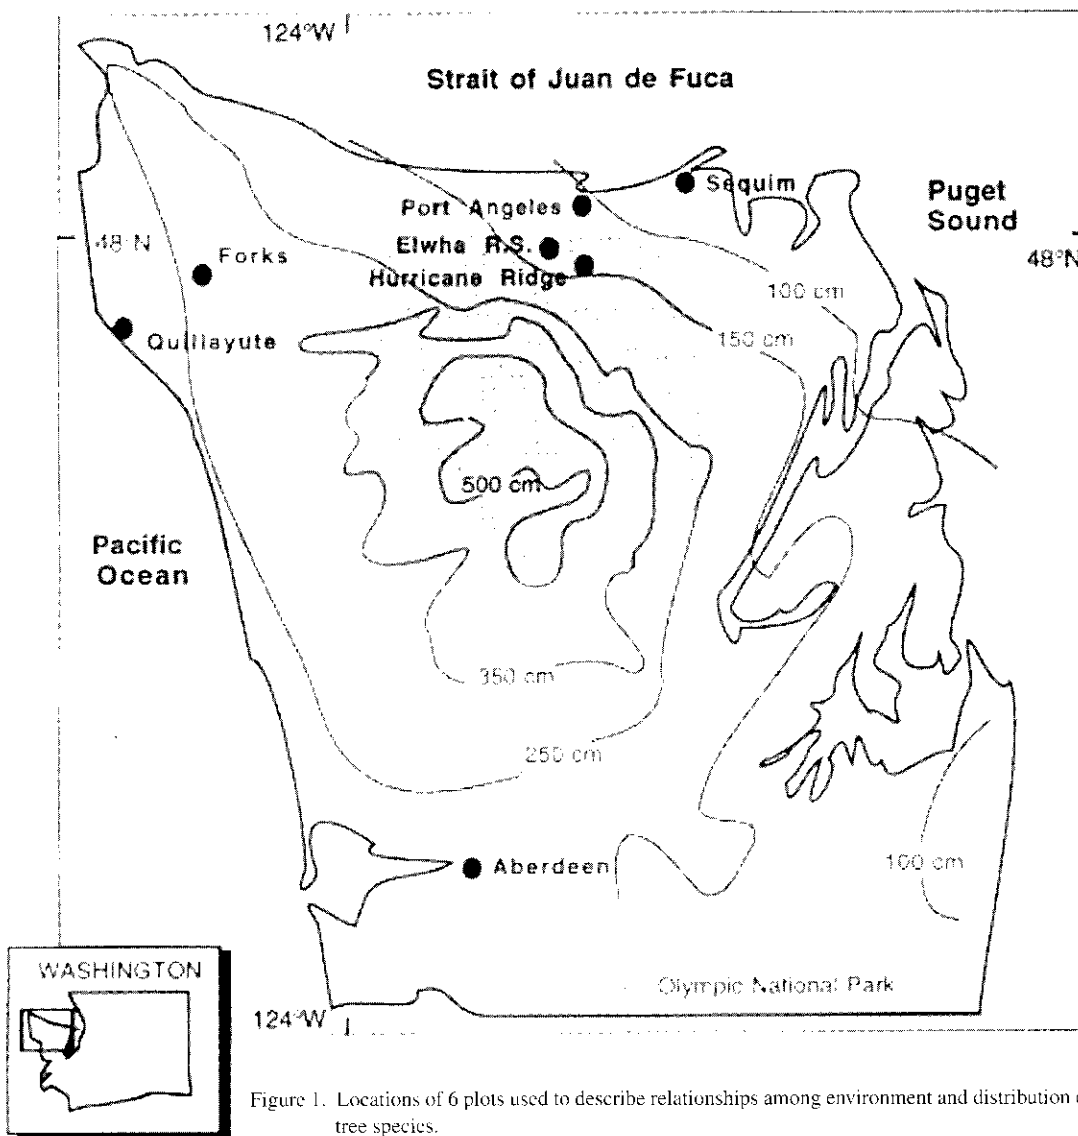 124°W
Strait of Juan de Fuca
Sequim
Puget
Sound
Port Angeles
48°N
Elwha R.S.
48°N
Forks
Hurricane Ridge
100 cm
150 cm
Quillayute
500 cm
Pacific
Ocean
350 cm
250 cm
100 cm
Aberdeen
WASHINGTON
Olympic National Park
124°W
Figure 1. Locations of 6 plots used to describe relationships among environment and distribution
tree species.